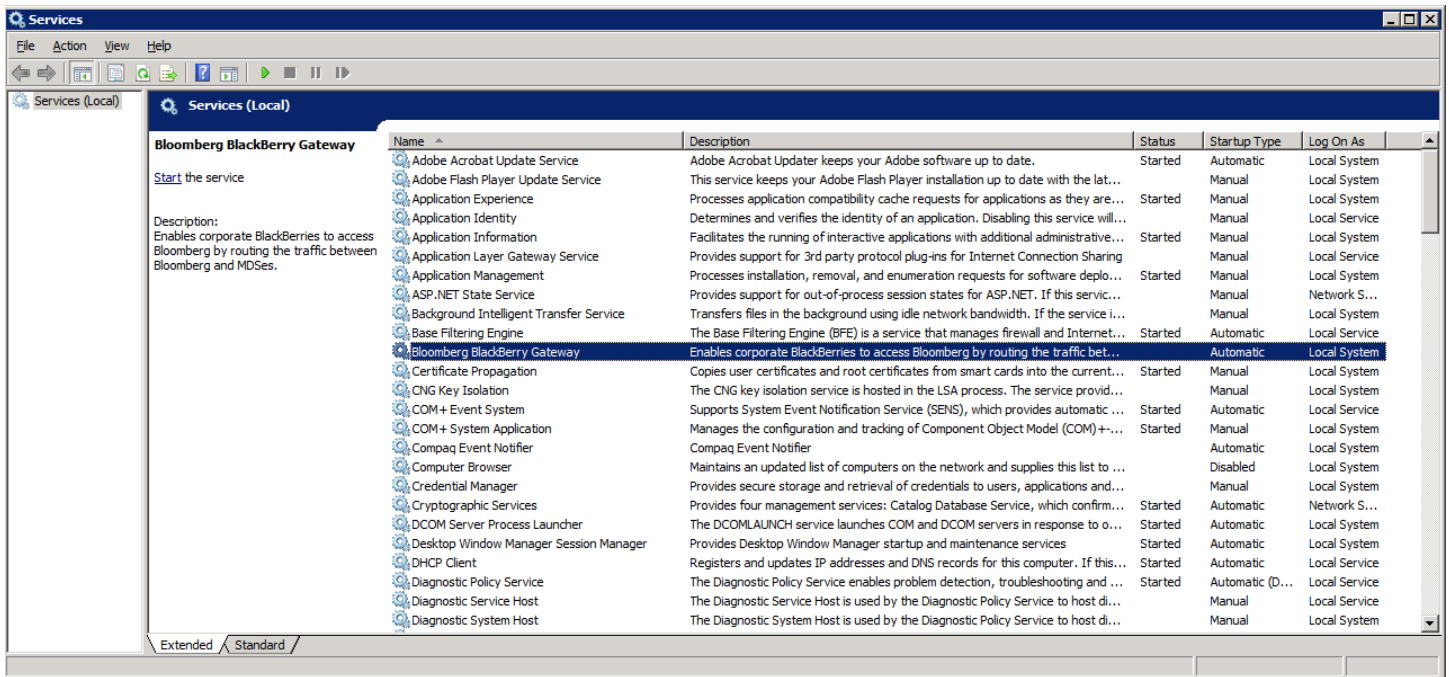 Services
File Action View Help
Services (Local)
Services (Local)
Bloomberg BlackBerry Gateway
Start the service
Description:
Enables corporate BlackBerries to access
Bloomberg by routing the traffic between
Bloomberg and MDSes.
Name Description Status Startup Type Log On As
Adobe Acrobat Update Service Adobe Acrobat Updater keeps your Adobe software up to date. Started Automatic Local System
Adobe Flash Player Update Service This service keeps your Adobe Flash Player installation up to date with the lat... Manual Local System
Application Experience Processes application compatibility cache requests for applications as they are... Started Manual Local System
Application Identity Determines and verifies the identity of an application. Disabling this service will... Manual Local Service
Application Information Facilitates the running of interactive applications with additional administrative... Started Manual Local System
Application Layer Gateway Service Provides support for 3rd party protocol plug-ins for Internet Connection Sharing Manual Local Service
Application Management Processes installation, removal, and enumeration requests for software deplo... Started Manual Local System
ASP.NET State Service Provides support for out-of-process session states for ASP.NET. If this servic... Manual Network S...
Background Intelligent Transfer Service Transfers files in the background using idle network bandwidth. If the service i... Manual Local System
Base Filtering Engine The Base Filtering Engine (BFE) is a service that manages firewall and Internet... Started Automatic Local Service
Bloomberg BlackBerry Gateway Enables corporate BlackBerries to access Bloomberg by routing the traffic bet... Automatic Local System
Certificate Propagation Copies user certificates and root certificates from smart cards into the current... Started Manual Local System
CNG Key Isolation The CNG key isolation service is hosted in the LSA process. The service provid... Manual Local System
COM+ Event System Supports System Event Notification Service (SENS), which provides automatic ... Started Automatic Local Service
COM+ System Application Manages the configuration and tracking of Component Object Model (COM)+-... Started Manual Local System
Compaq Event Notifier Compaq Event Notifier Automatic Local System
Computer Browser Maintains an updated list of computers on the network and supplies this list to ... Disabled Local System
Credential Manager Provides secure storage and retrieval of credentials to users, applications and... Manual Local System
Cryptographic Services Provides four management services: Catalog Database Service, which confirm... Started Automatic Network S...
DCOM Server Process Launcher The DCOMLAUNCH service launches COM and DCOM servers in response to o... Started Automatic Local System
Desktop Window Manager Session Manager Provides Desktop Window Manager startup and maintenance services Started Automatic Local System
DHCP Client Registers and updates IP addresses and DNS records for this computer. If this... Started Automatic Local Service
Diagnostic Policy Service The Diagnostic Policy Service enables problem detection, troubleshooting and ... Started Automatic (D... Local Service
Diagnostic Service Host The Diagnostic Service Host is used by the Diagnostic Policy Service to host di... Manual Local Service
Diagnostic System Host The Diagnostic System Host is used by the Diagnostic Policy Service to host di... Manual Local System
Extended Standard